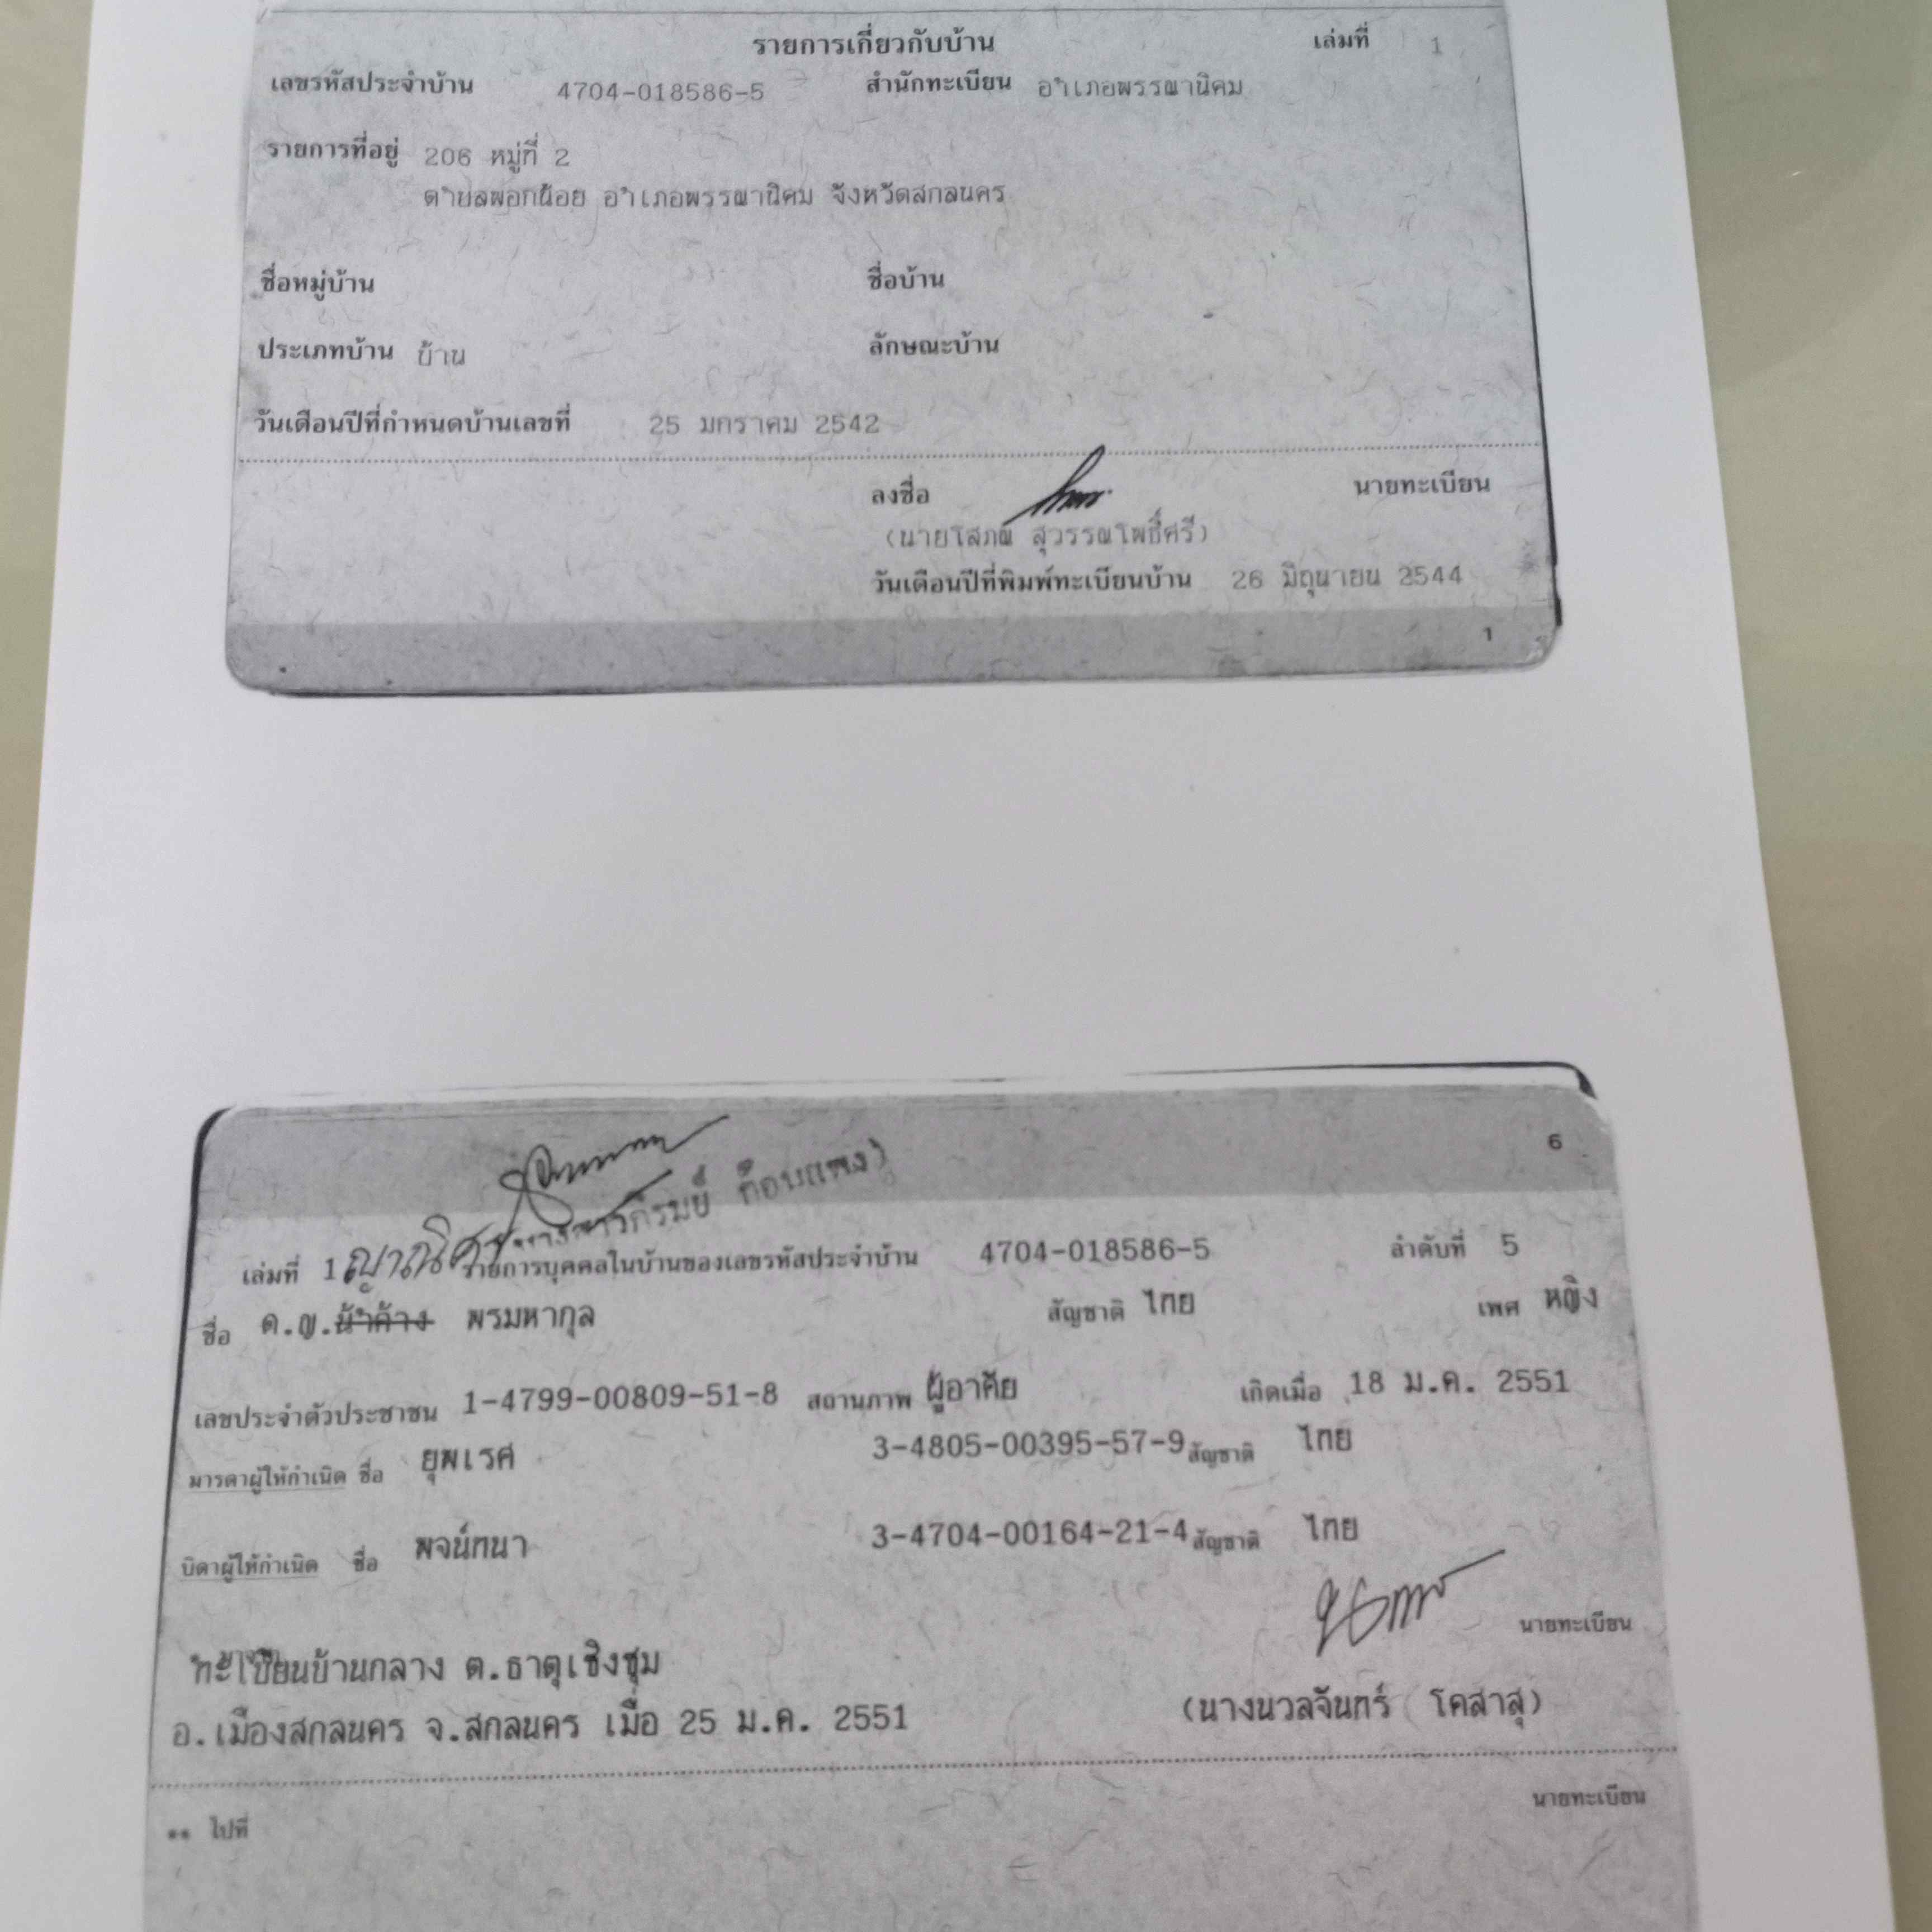 รายการเกี่ยวกับบ้าน เล่มที่ 1
เลขรหัสประจำบ้าน 4704-018586-5 สำนักทะเบียน อำเภอพรรณานิคม
รายการที่อยู่ 206 หมู่ที่ 2
ตำบลพอกน้อย อำเภอพรรณานิคม จังหวัดสกลนคร
ชื่อหมู่บ้าน ชื่อบ้าน
ประเภทบ้าน บ้าน ลักษณะบ้าน
วันเดือนปีที่กำหนดบ้านเลขที่ 25 มกราคม 2542
ลงชื่อ นายทะเบียน
(นายโสภณ สุวรรณโพธิ์ศรี)
วันเดือนปีที่พิมพ์ทะเบียนบ้าน 26 มิถุนายน 2544
1
6
เล่มที่ 1 รายการบุคคลในบ้านของเลขรหัสประจำบ้าน 4704-018586-5 ลำดับที่ 5
ชื่อ ด.ญ.น้ำค้าง พรมหากุล สัญชาติ ไทย เพศ หญิง
เลขประจำตัวประชาชน 1-4799-00809-51-8 สถานภาพ ผู้อาศัย เกิดเมื่อ 18 ม.ค. 2551
มารดาผู้ให้กำเนิด ชื่อ ยุพเรศ 3-4805-00395-57-9 สัญชาติ ไทย
บิดาผู้ให้กำเนิด ชื่อ พจน์ทนา 3-4704-00164-21-4 สัญชาติ ไทย
นายทะเบียน
ทะเบียนบ้านกลาง ต.ธาตุเชิงชุม
อ.เมืองสกลนคร จ.สกลนคร เมื่อ 25 ม.ค. 2551 (นางนวลจันทร์ โคสาสุ)
** ไปที่ นายทะเบียน